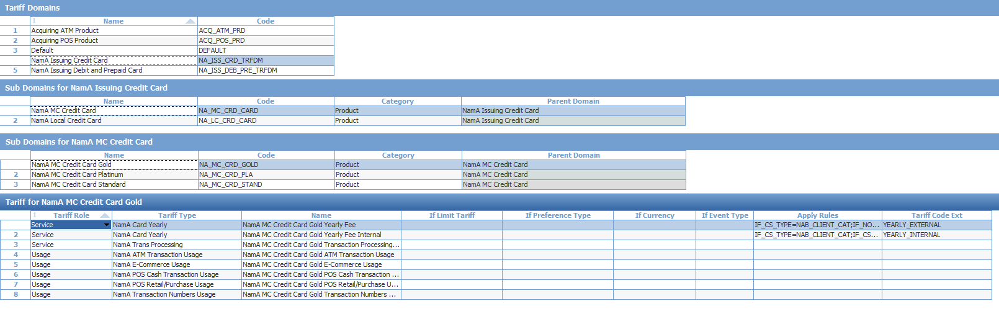 Tariff Domains
1 Name Code
1 Acquiring ATM Product ACQ_ATM_PRD
2 Acquiring POS Product ACQ_POS_PRD
3 Default DEFAULT
NamA Issuing Credit Card NA_ISS_CRD_TRFDM
5 NamA Issuing Debit and Prepaid Card NA_ISS_DEB_PRE_TRFDM
Sub Domains for NamA Issuing Credit Card
Name Code Category Parent Domain
NamA MC Credit Card NA_MC_CRD_CARD Product NamA Issuing Credit Card
2 NamA Local Credit Card NA_LC_CRD_CARD Product NamA Issuing Credit Card
Sub Domains for NamA MC Credit Card
Name Code Category Parent Domain
NamA MC Credit Card Gold NA_MC_CRD_GOLD Product NamA MC Credit Card
2 NamA MC Credit Card Platinum NA_MC_CRD_PLA Product NamA MC Credit Card
3 NamA MC Credit Card Standard NA_MC_CRD_STAND Product NamA MC Credit Card
Tariff for NamA MC Credit Card Gold
1 Tariff Role Tariff Type Name If Limit Tariff If Preference Type If Currency If Event Type Apply Rules Tariff Code Ext
Service NamA Card Yearly NamA MC Credit Card Gold Yearly Fee IF_CS_TYPE=NAB_CLIENT_CAT;IF_NO... YEARLY_EXTERNAL
2 Service NamA Card Yearly NamA MC Credit Card Gold Yearly Fee Internal IF_CS_TYPE=NAB_CLIENT_CAT;IF_CS... YEARLY_INTERNAL
3 Service NamA Trans Processing NamA MC Credit Card Gold Transaction Processing...
4 Usage NamA ATM Transaction Usage NamA MC Credit Card Gold ATM Transaction Usage
5 Usage NamA E-Commerce Usage NamA MC Credit Card Gold E-Commerce Usage
6 Usage NamA POS Cash Transaction Usage NamA MC Credit Card Gold POS Cash Transaction ...
7 Usage NamA POS Retail/Purchase Usage NamA MC Credit Card Gold POS Retail/Purchase U...
8 Usage NamA Transaction Numbers Usage NamA MC Credit Card Gold Transaction Numbers ...